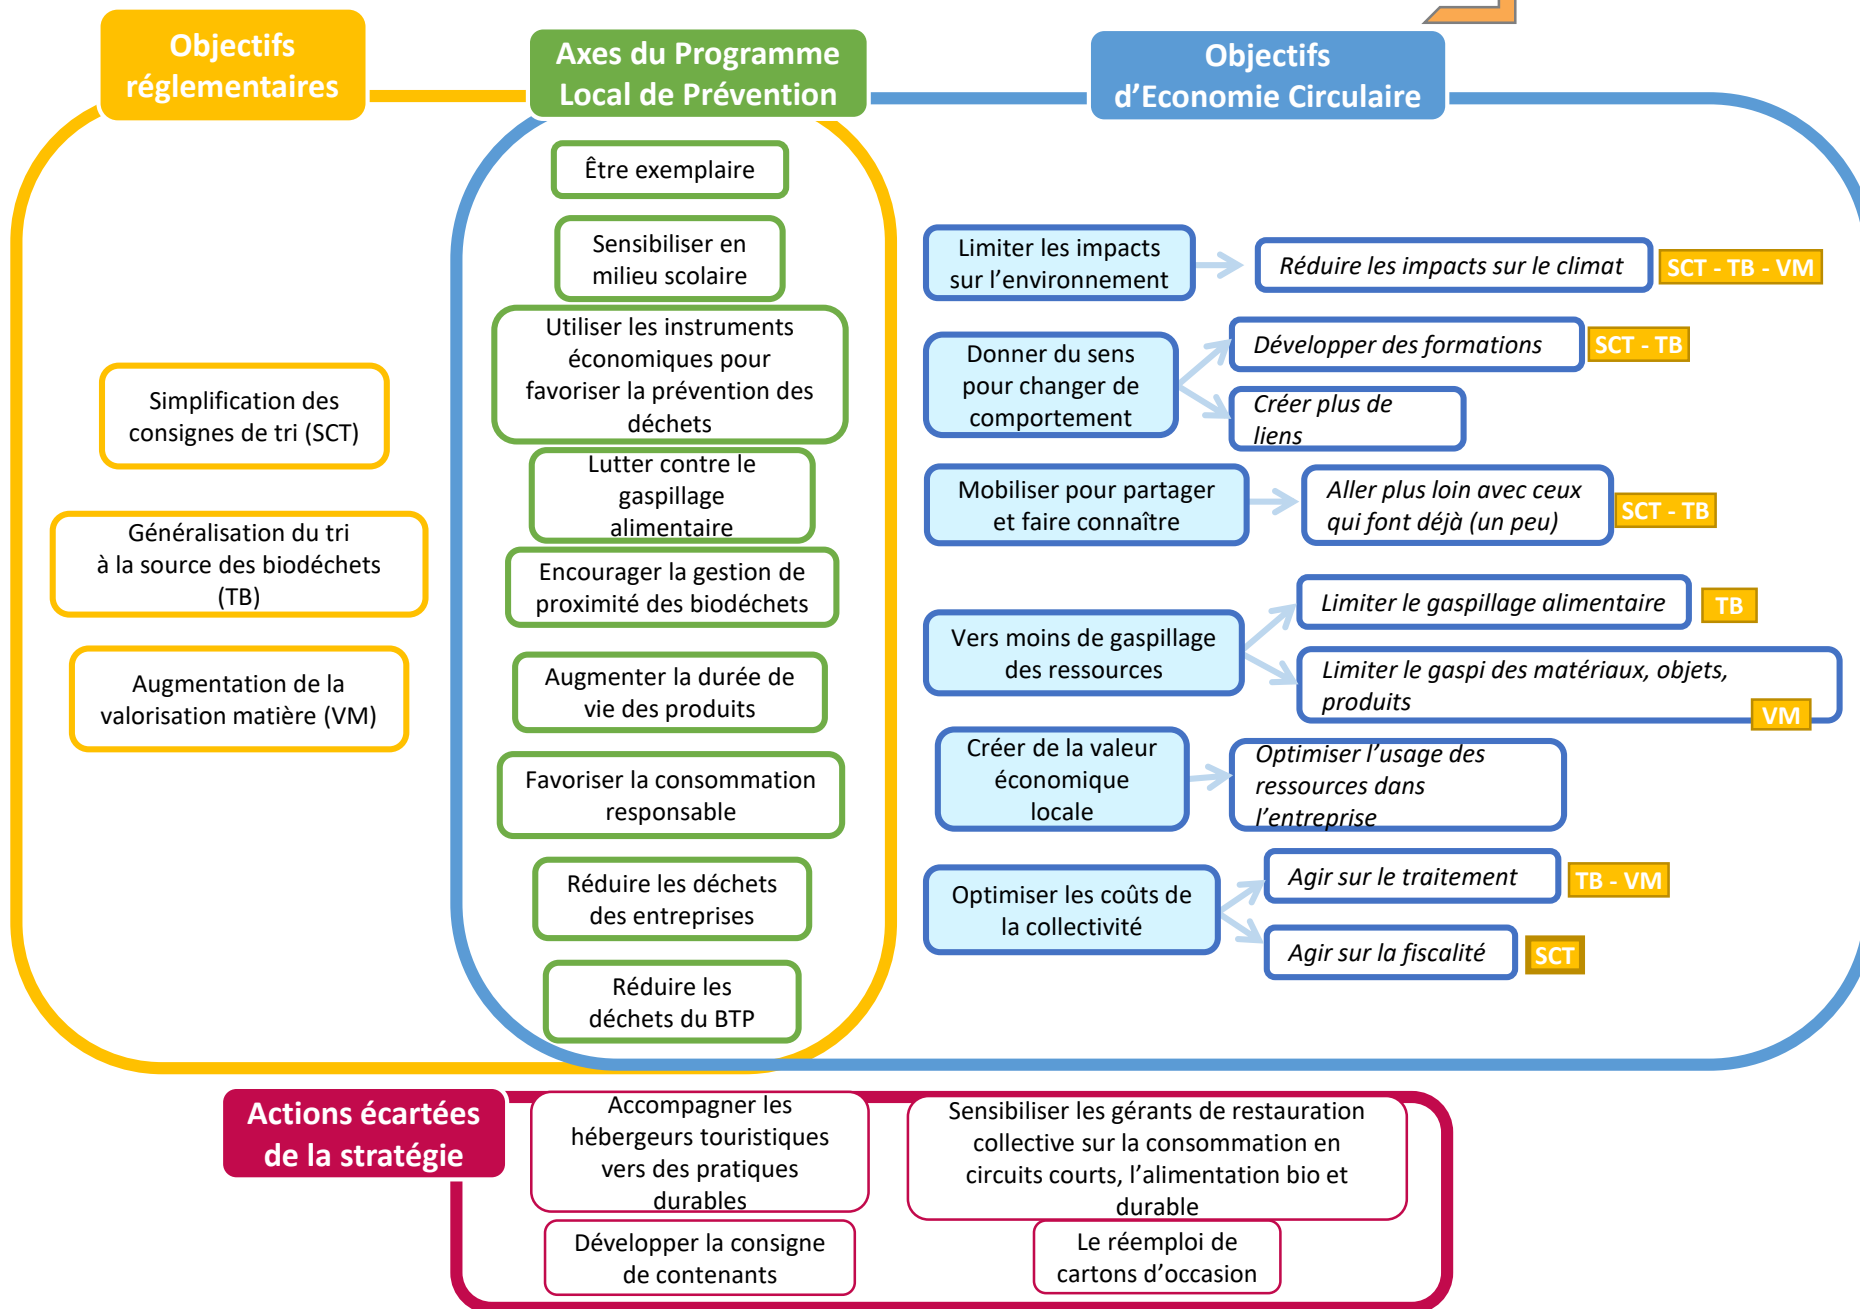 Objectifs
réglementaires
Axes du Programme
Local de Prévention
Objectifs
d’Economie Circulaire
Simplification des
consignes de tri (SCT)
Généralisation du tri
à la source des biodéchets
(TB)
Augmentation de la
valorisation matière (VM)
Être exemplaire
Sensibiliser en
milieu scolaire
Utiliser les instruments
économiques pour
favoriser la prévention des
déchets
Lutter contre le
gaspillage
alimentaire
Encourager la gestion de
proximité des biodéchets
Augmenter la durée de
vie des produits
Favoriser la consommation
responsable
Réduire les déchets
des entreprises
Réduire les
déchets du BTP
Limiter les impacts
sur l’environnement
Réduire les impacts sur le climat
SCT - TB - VM
Donner du sens
pour changer de
comportement
Développer des formations
SCT - TB
Créer plus de
liens
Mobiliser pour partager
et faire connaître
Aller plus loin avec ceux
qui font déjà (un peu)
SCT - TB
Vers moins de gaspillage
des ressources
Limiter le gaspillage alimentaire
TB
Limiter le gaspi des matériaux, objets,
produits
VM
Créer de la valeur
économique
locale
Optimiser l’usage des
ressources dans
l’entreprise
Optimiser les coûts de
la collectivité
Agir sur le traitement
TB - VM
Agir sur la fiscalité
SCT
Actions écartées
de la stratégie
Accompagner les
hébergeurs touristiques
vers des pratiques
durables
Sensibiliser les gérants de restauration
collective sur la consommation en
circuits courts, l’alimentation bio et
durable
Développer la consigne
de contenants
Le réemploi de
cartons d’occasion